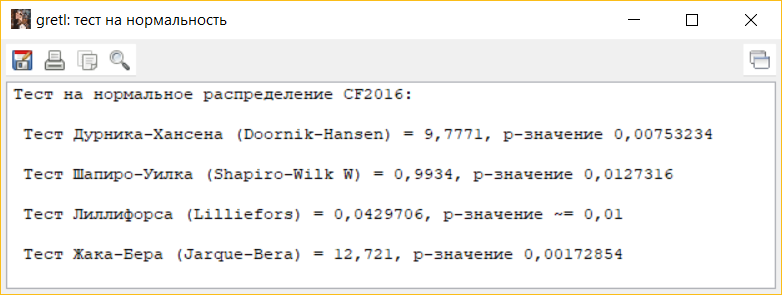 gretl: тест на нормальность
Тест на нормальное распределение CF2016:
Тест Дурника-Хансена (Doornik-Hansen) = 9,7771, p-значение 0,00753234
Тест Шапиро-Уилка (Shapiro-Wilk W) = 0,9934, p-значение 0,0127316
Тест Лиллифорса (Lilliefors) = 0,0429706, p-значение ~= 0,01
Тест Жака-Бера (Jarque-Bera) = 12,721, p-значение 0,00172854